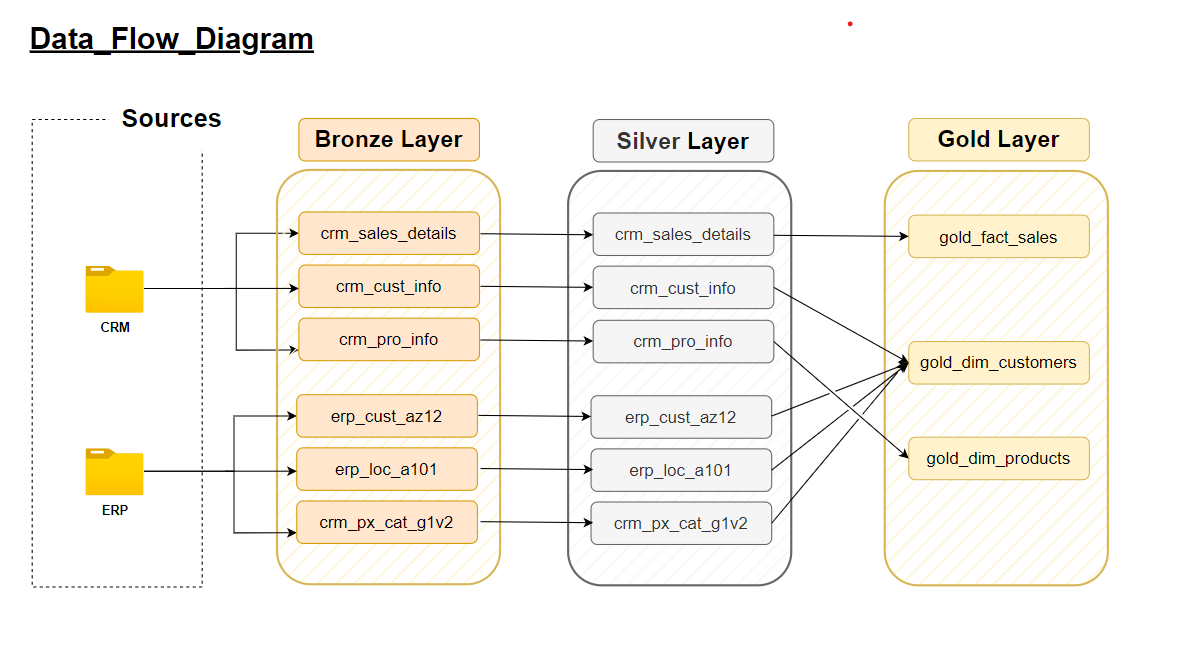 Data_Flow_Diagram
Sources
CRM
ERP
Bronze Layer
crm_sales_details
crm_cust_info
crm_pro_info
erp_cust_az12
erp_loc_a101
crm_px_cat_g1v2
Silver Layer
crm_sales_details
crm_cust_info
crm_pro_info
erp_cust_az12
erp_loc_a101
crm_px_cat_g1v2
Gold Layer
gold_fact_sales
gold_dim_customers
gold_dim_products